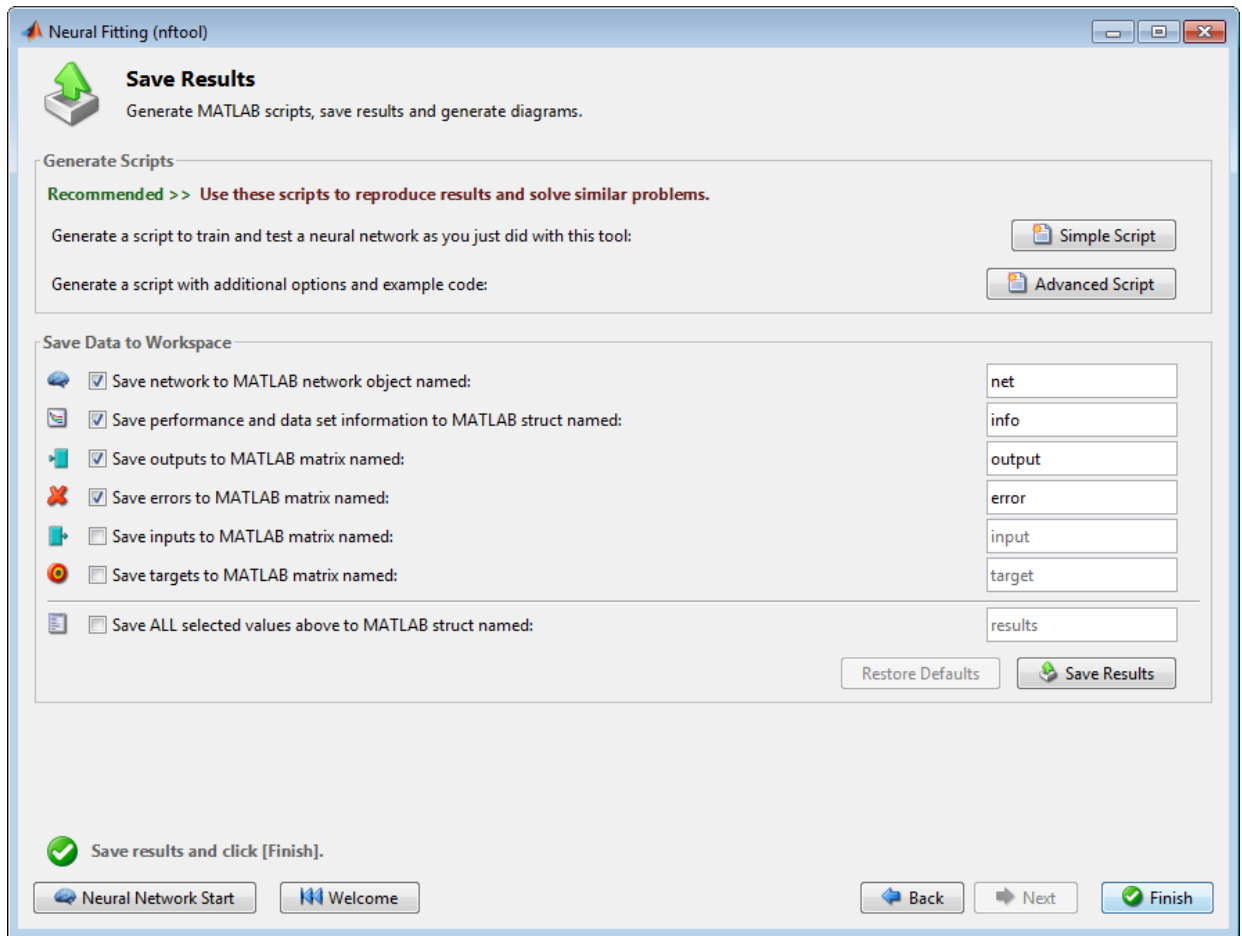 Neural Fitting (nftool)
Save Results
Generate MATLAB scripts, save results and generate diagrams.
Generate Scripts
Recommended >> Use these scripts to reproduce results and solve similar problems.
Generate a script to train and test a neural network as you just did with this tool: Simple Script
Generate a script with additional options and example code: Advanced Script
Save Data to Workspace
Save network to MATLAB network object named: net
Save performance and data set information to MATLAB struct named: info
Save outputs to MATLAB matrix named: output
Save errors to MATLAB matrix named: error
Save inputs to MATLAB matrix named: input
Save targets to MATLAB matrix named: target
Save ALL selected values above to MATLAB struct named: results
Restore Defaults Save Results
Save results and click [Finish].
Neural Network Start Welcome Back Next Finish